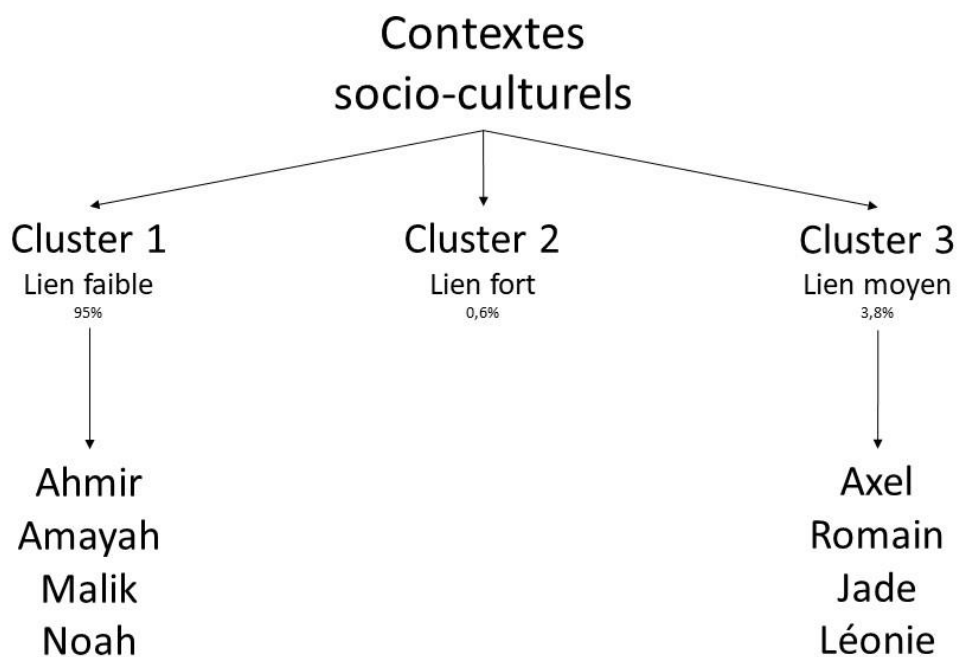 Contextes
socio-culturels
Cluster 1
Lien faible
95%
Cluster 2
Lien fort
0,6%
Cluster 3
Lien moyen
3,8%
Ahmir
Amayah
Malik
Noah
Axel
Romain
Jade
Léonie